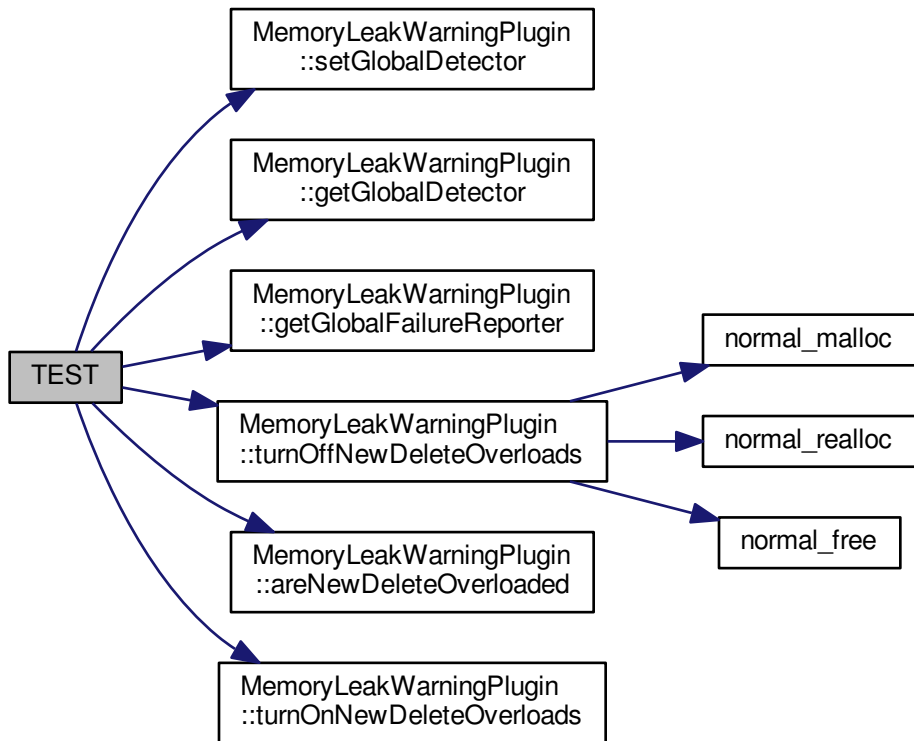 MemoryLeakWarningPlugin
::setGlobalDetector
MemoryLeakWarningPlugin
::getGlobalDetector
MemoryLeakWarningPlugin
::getGlobalFailureReporter
TEST
MemoryLeakWarningPlugin
::turnOffNewDeleteOverloads
normal_malloc
normal_realloc
normal_free
MemoryLeakWarningPlugin
::areNewDeleteOverloaded
MemoryLeakWarningPlugin
::turnOnNewDeleteOverloads